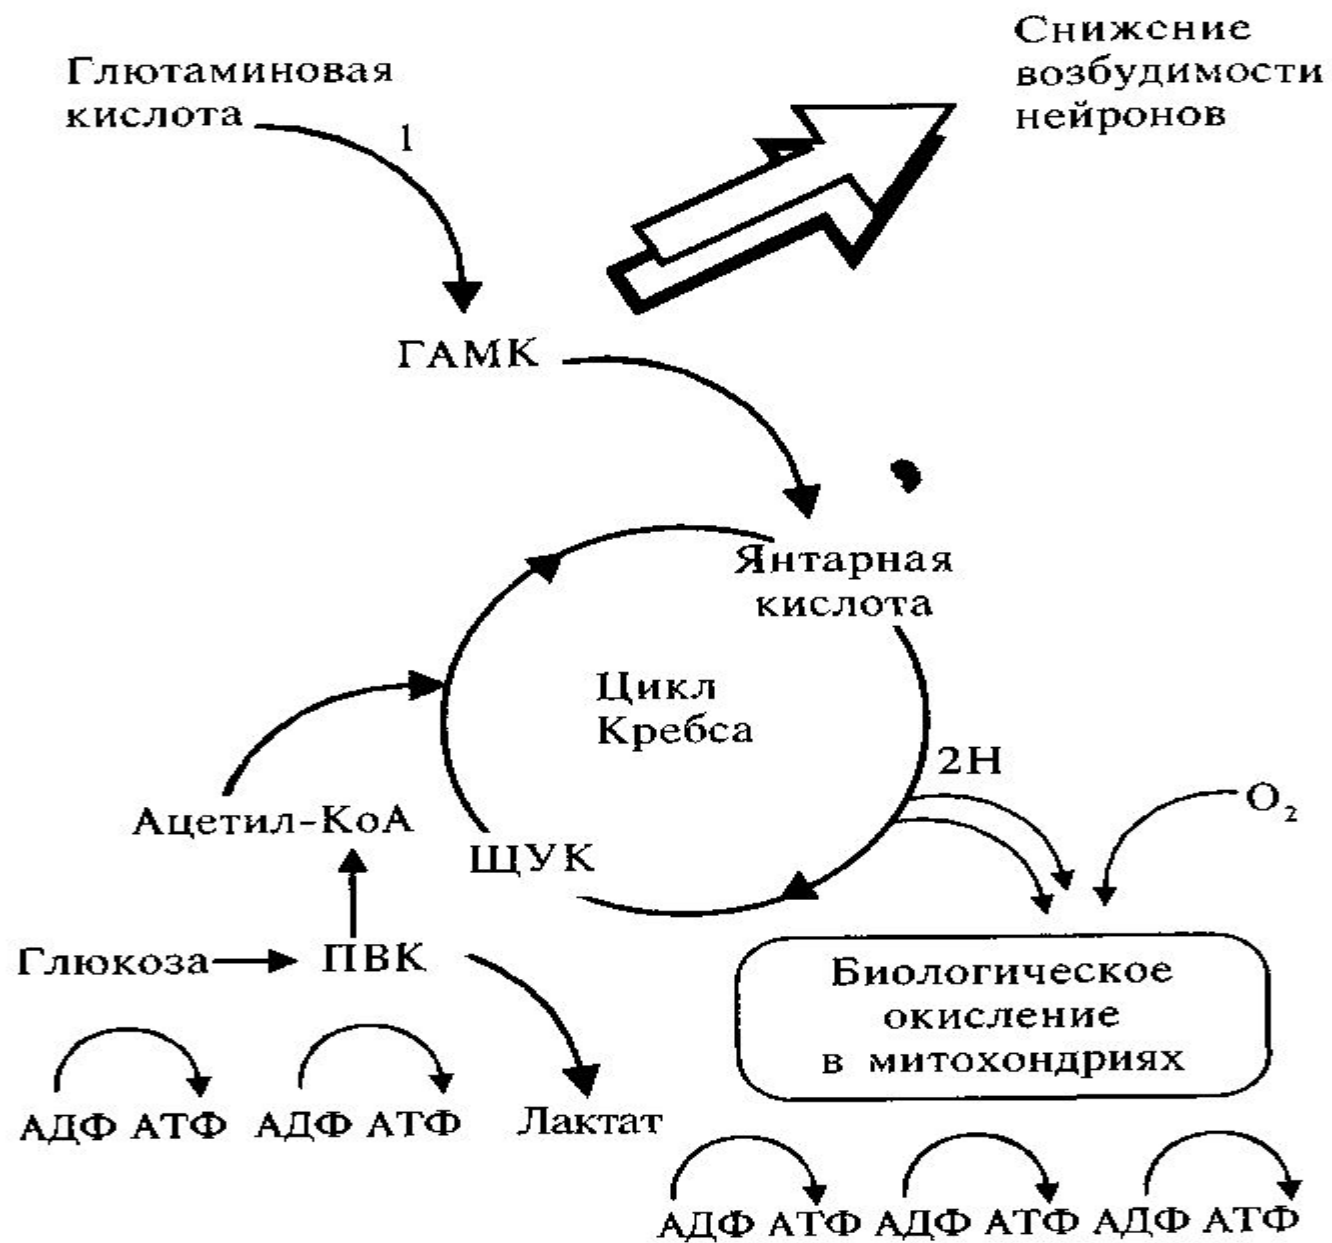 Глютаминовая
кислота
1
Снижение
возбудимости
нейронов
ГАМК
Янтарная
кислота
Цикл
Кребса
2Н
О₂
Ацетил-КоА
ЩУК
Глюкоза
ПВК
Биологическое
окисление
в митохондриях
АДФ АТФ АДФ АТФ
Лактат
АДФ АТФ АДФ АТФ АДФ АТФ